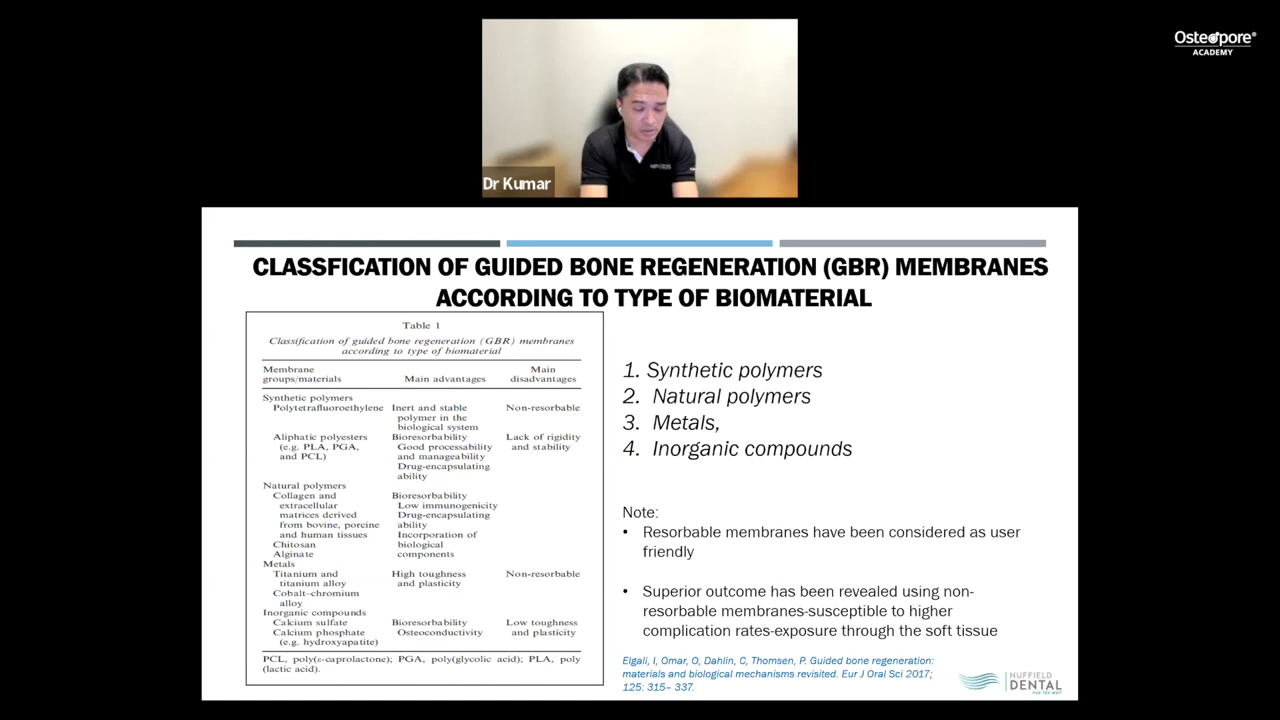 Osteopore®
ACADEMY
Dr Kumar
CLASSFICATION OF GUIDED BONE REGENERATION (GBR) MEMBRANES
ACCORDING TO TYPE OF BIOMATERIAL
Table 1
Classification of guided bone regeneration (GBR) membranes
according to type of biomaterial
Membrane groups/materials Main advantages Main disadvantages
Synthetic polymers
Polytetrafluoroethylene Inert and stable Non-resorbable
polymer in the
biological system
Aliphatic polyesters Bioresorbability Lack of rigidity
(e.g. PLA, PGA, Good processability and stability
and PCL) and manageability
Drug-encapsulating
ability
Natural polymers
Collagen and Bioresorbability
extracellular Low immunogenicity
matrices derived Drug-encapsulating
from bovine, porcine ability
and human tissues Incorporation of
Chitosan biological
Alginate components
Metals
Titanium and High toughness Non-resorbable
titanium alloy and plasticity
Cobalt–chromium
alloy
Inorganic compounds
Calcium sulfate Bioresorbability Low toughness
Calcium phosphate Osteoconductivity and plasticity
(e.g. hydroxyapatite)
PCL, poly(ε-caprolactone); PGA, poly(glycolic acid); PLA, poly
(lactic acid).
1. Synthetic polymers
2. Natural polymers
3. Metals,
4. Inorganic compounds
Note:
• Resorbable membranes have been considered as user
friendly
• Superior outcome has been revealed using non-
resorbable membranes-susceptible to higher
complication rates-exposure through the soft tissue
Elgali, I, Omar, O, Dahlin, C, Thomsen, P. Guided bone regeneration:
materials and biological mechanisms revisited. Eur J Oral Sci 2017;
125: 315– 337.
NUFFIELD
DENTAL